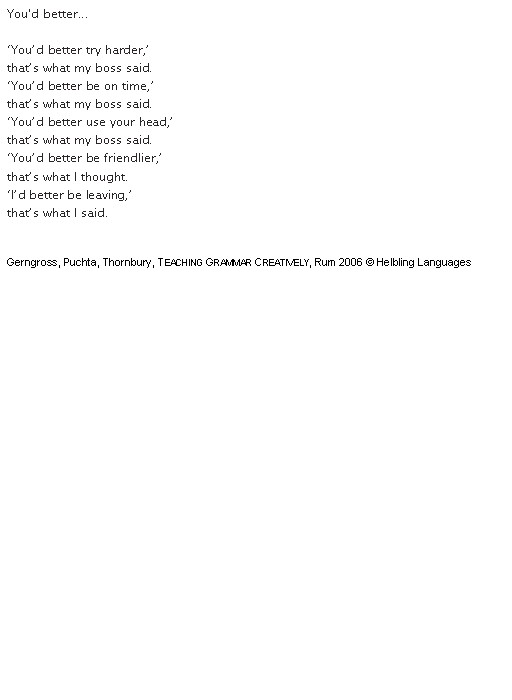 You'd better...
‘You’d better try harder,’
that’s what my boss said.
‘You’d better be on time,’
that’s what my boss said.
‘You’d better use your head,’
that’s what my boss said.
‘You’d better be friendlier,’
that’s what I thought.
‘I’d better be leaving,’
that’s what I said.
Gerngross, Puchta, Thornbury, TEACHING GRAMMAR CREATIVELY, Rum 2006 © Helbling Languages